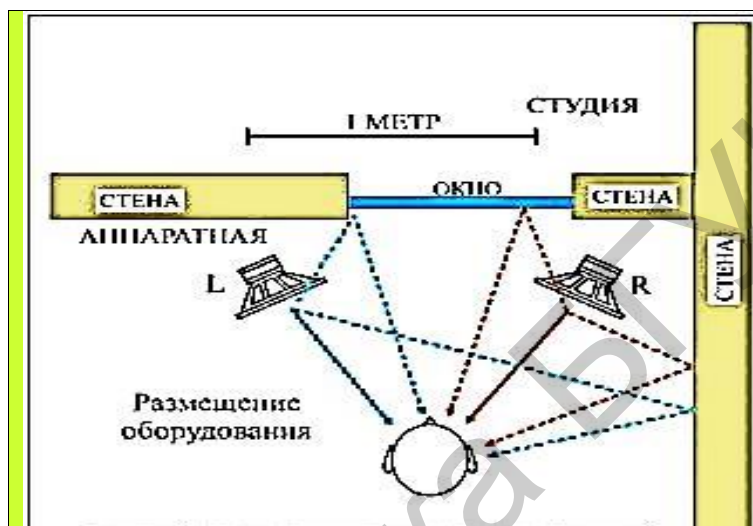 СТУДИЯ
1 МЕТР
СТЕНА
ОКНО
СТЕНА
АППАРАТНАЯ
СТЕНА
L
R
Размещение
оборудования